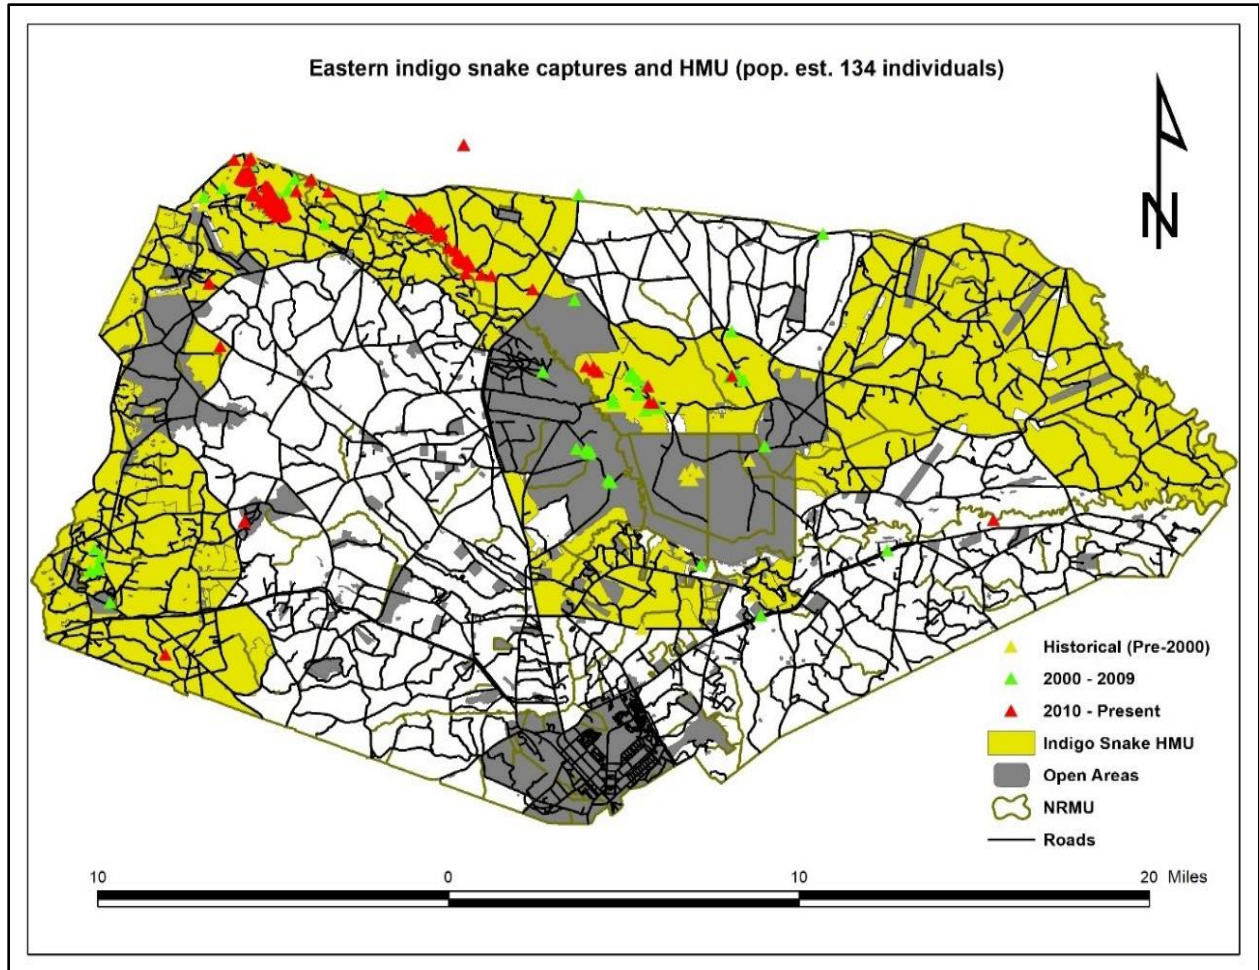 Eastern indigo snake captures and HMU (pop. est. 134 individuals)
N
Historical (Pre-2000)
2000 - 2009
2010 - Present
Indigo Snake HMU
Open Areas
NRMU
Roads
10 0 10 20 Miles